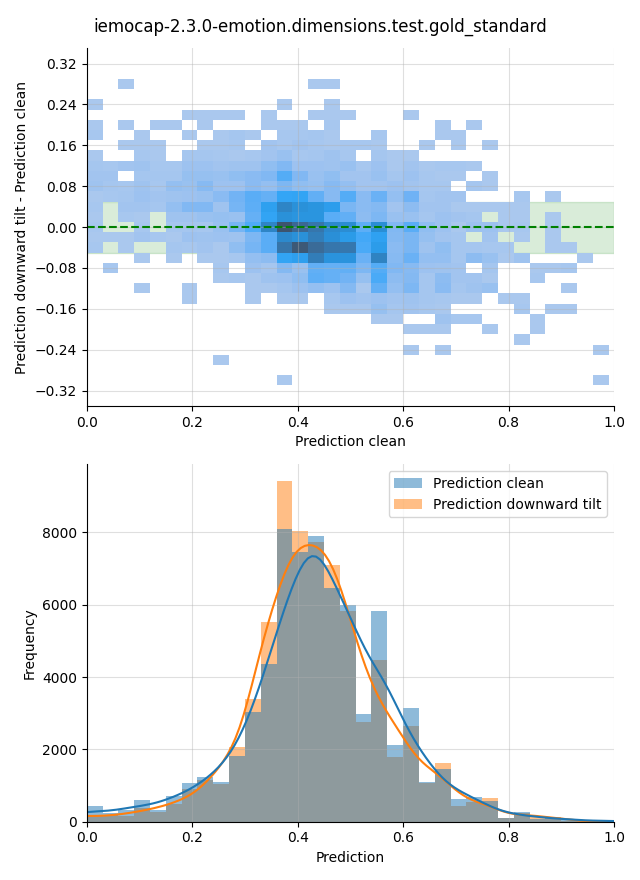 iemocap-2.3.0-emotion.dimensions.test.gold_standard
Prediction downward tilt - Prediction clean
0.32
0.24
0.16
0.08
0.00
−0.08
−0.16
−0.24
−0.32
0.0 0.2 0.4 0.6 0.8 1.0
Prediction clean
Prediction clean
Prediction downward tilt
Frequency
8000
6000
4000
2000
0
0.0 0.2 0.4 0.6 0.8 1.0
Prediction